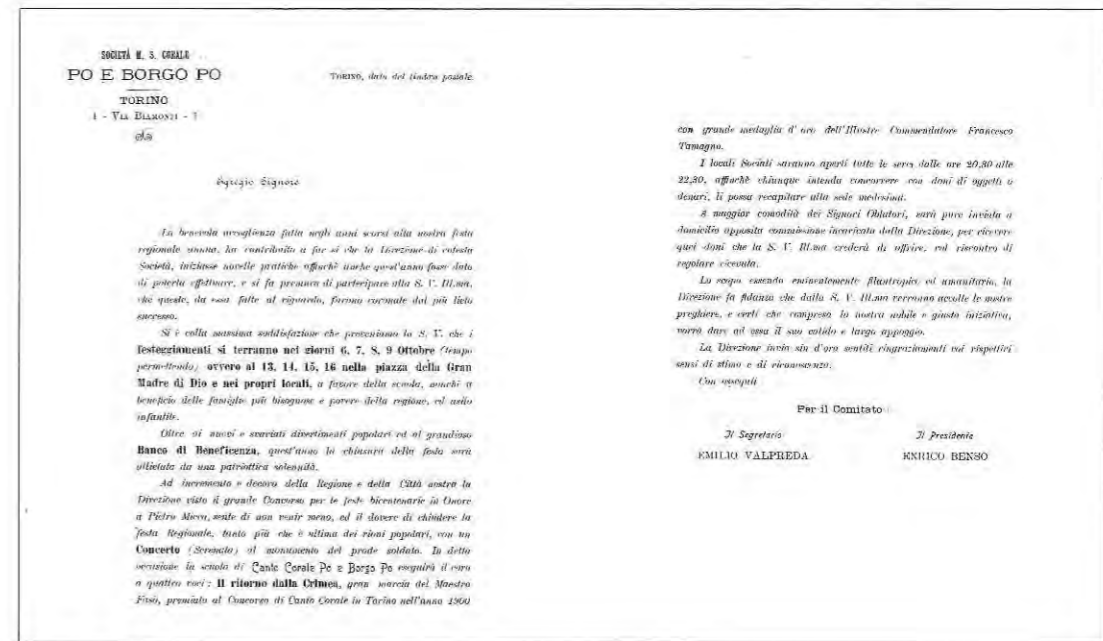 SOCIETÀ M. S. CORALE
PO E BORGO PO
TORINO
TORINO, data del timbro postale.
Egregio Signore
La benevola accoglienza fatta negli anni scorsi alla nostra festa
regionale annua, ha contribuito a far sì che la Direzione di cotesta
Società, iniziasse novelle pratiche affinchè anche quest'anno fosse dato
di poterla effettuare, e si fa premura di partecipare alla S. V. Ill.ma,
che queste, da essa fatte al riguardo, furono coronate dal più lieto
successo.
Si è colla massima soddisfazione che preveniamo la S. V. che i
festeggiamenti si terranno nei giorni 6, 7, 8, 9 Ottobre (tempo
permettendo) ovvero al 13, 14, 15, 16 nella piazza della Gran
Madre di Dio e nei propri locali, a favore della scuola, nonchè a
beneficio delle famiglie più bisognose e povere della regione, ed asilo
infantile.
Oltre ai nuovi e svariati divertimenti popolari ed al grandioso
Banco di Beneficenza, quest'anno la chiusura della festa sarà
allietata da una patriottica solennità.
Ad incremento e decoro della Regione e della Città nostra la
Direzione visto il grande Concorso per le feste bicentenarie in Onore
a Pietro Micca, sente di non venir meno, ed il dovere di chiudere la
festa Regionale, tanto più che è ultima dei rioni popolari, con un
Concerto (Serenata) al monumento del prode soldato. In detta
occasione la scuola di Canto Corale Po e Borgo Po eseguirà il coro
a quattro voci: Il ritorno dalla Crimea, gran marcia del Maestro
premiato al Concorso di Canto Corale in Torino nell'anno 1900
con grande medaglia d'oro dell'Illustre Commendatore Francesco
Tamagno.
I locali Sociali saranno aperti tutte le sere dalle ore 20,30 alle
22,30, affinchè chiunque intenda concorrere con doni di oggetti o
denari, li possa recapitare alla sede medesima.
A maggior comodità dei Signori Oblatori, sarà pure inviata a
domicilio apposita commissione incaricata dalla Direzione, per ricevere
quei doni che la S. V. Ill.ma crederà di offrire, col riscontro di
regolare ricevuta.
Lo scopo essendo eminentemente filantropico ed umanitario, la
Direzione fa fidanza che dalla S. V. Ill.ma verranno accolte le nostre
preghiere, e certi che compreso la nostra nobile e giusta iniziativa,
vorrà dare ad essa il suo valido e largo appoggio.
La Direzione invia sin d'ora sentiti ringraziamenti coi rispettosi
sensi di stima e di riconoscenza.
Con ossequi
Per il Comitato
Il Segretario
EMILIO VALPREDA
Il Presidente
ENRICO BENSO